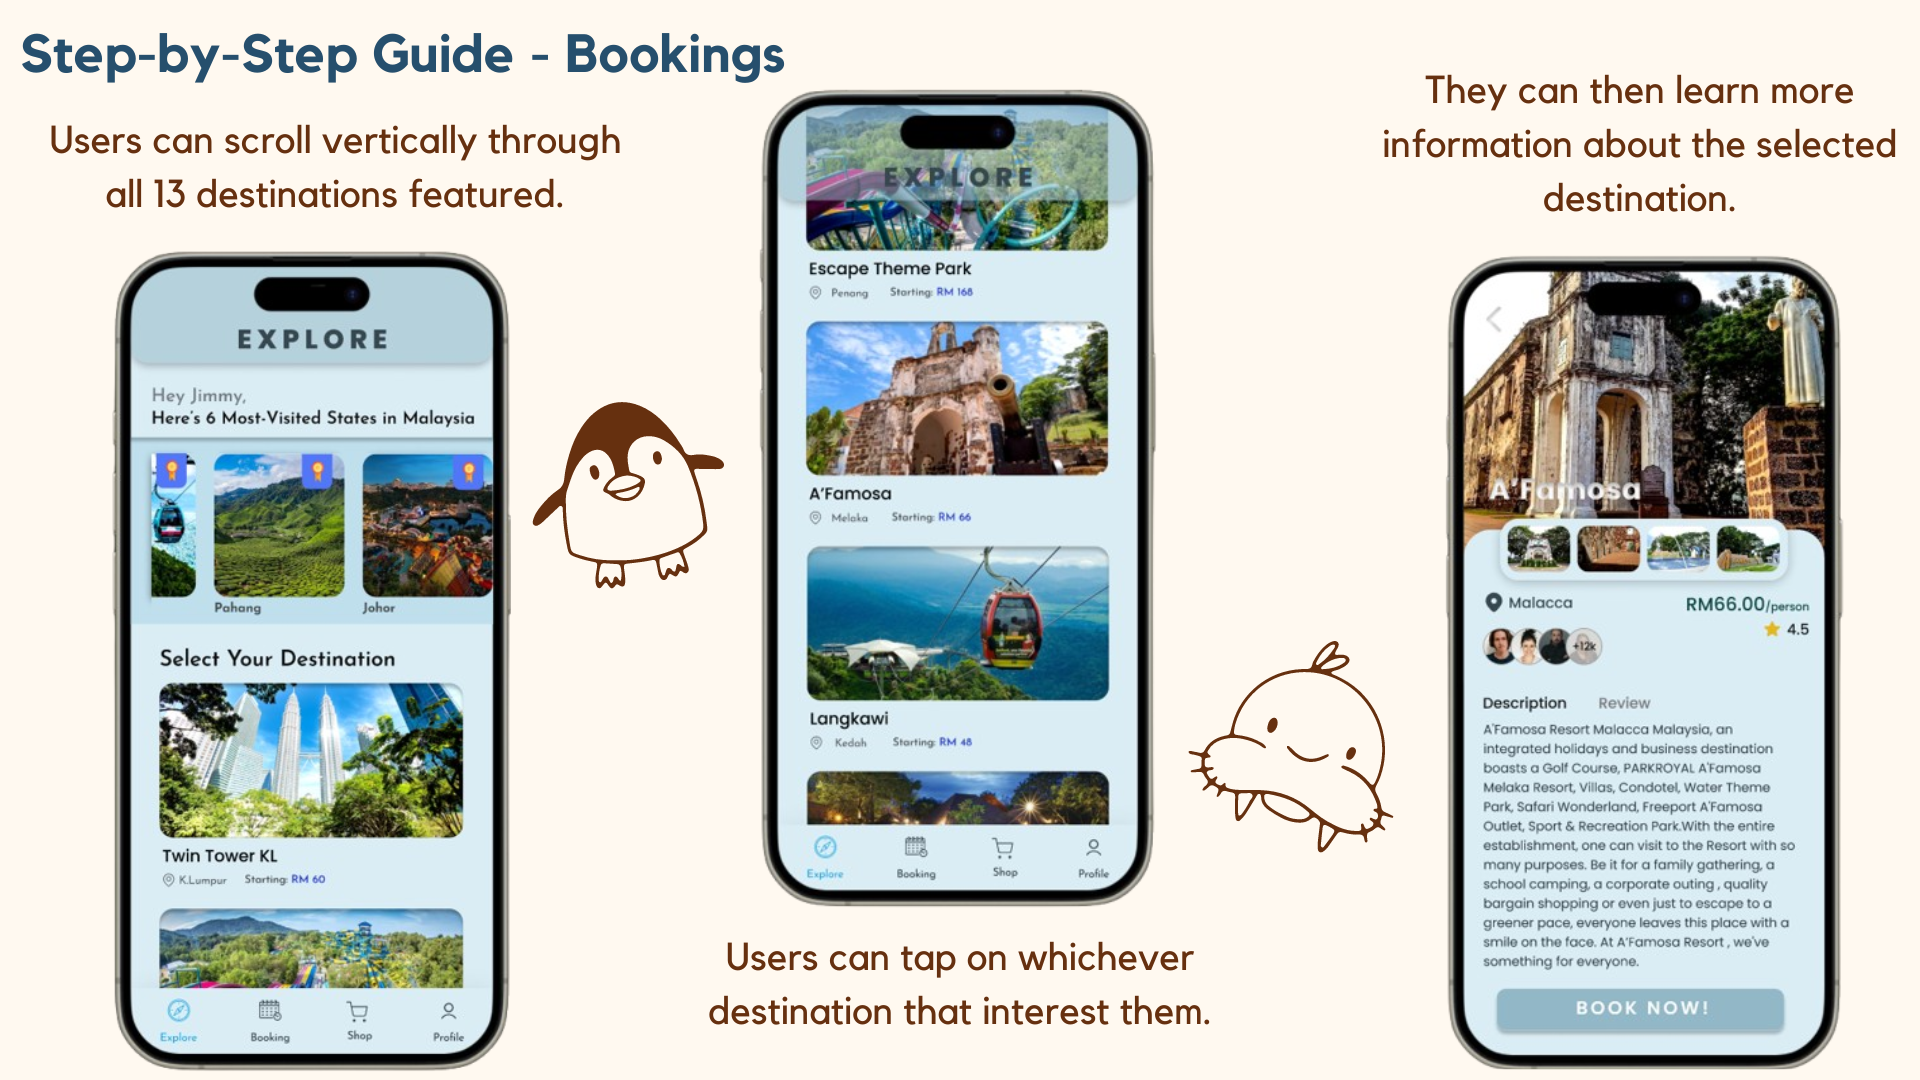 Step-by-Step Guide - Bookings
Users can scroll vertically through
all 13 destinations featured.
EXPLORE
Hey Jimmy,
Here's 6 Most-Visited States in Malaysia
Pahang
Johor
Select Your Destination
Twin Tower KL
K.Lumpur Starting: RM 60
Explore Booking Shop Profile
EXPLORE
Escape Theme Park
Penang Starting: RM 168
A'Famosa
Melaka Starting: RM 66
Langkawi
Kedah Starting: RM 48
Explore Booking Shop Profile
Users can tap on whichever
destination that interest them.
They can then learn more
information about the selected
destination.
A'Famosa
Malacca
RM66.00/person
4.5
+12k
Description Review
A'Famosa Resort Malacca Malaysia, an
integrated holidays and business destination
boasts a Golf Course, PARKROYAL A'Famosa
Melaka Resort, Villas, Condotel, Water Theme
Park, Safari Wonderland, Freeport A'Famosa
Outlet, Sport & Recreation Park.With the entire
establishment, one can visit to the Resort with so
many purposes. Be it for a family gathering, a
school camping, a corporate outing , quality
bargain shopping or even just to escape to a
greener pace, everyone leaves this place with a
smile on the face. At A'Famosa Resort , we've
something for everyone.
BOOK NOW!